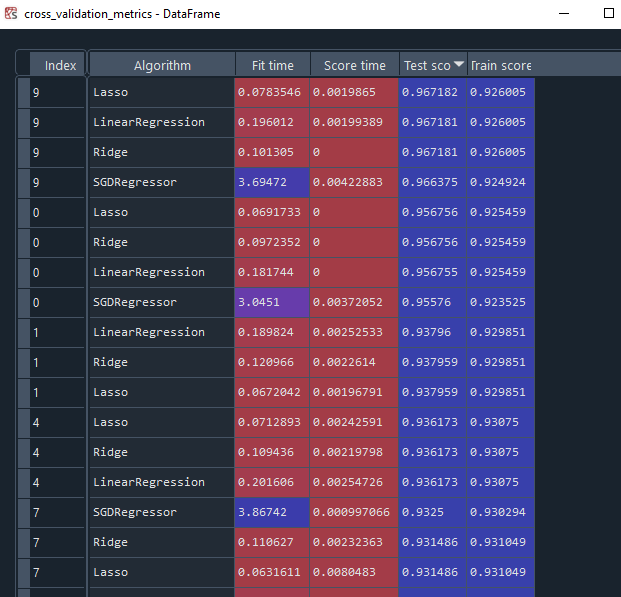 cross_validation_metrics - DataFrame
Index Algorithm Fit time Score time Test sco Train score
9 Lasso 0.0783546 0.0019865 0.967182 0.926005
9 LinearRegression 0.196012 0.00199389 0.967181 0.926005
9 Ridge 0.101305 0 0.967181 0.926005
9 SGDRegressor 3.69472 0.00422883 0.966375 0.924924
0 Lasso 0.0691733 0 0.956756 0.925459
0 Ridge 0.0972352 0 0.956756 0.925459
0 LinearRegression 0.181744 0 0.956755 0.925459
0 SGDRegressor 3.0451 0.00372052 0.95576 0.923525
1 LinearRegression 0.189824 0.00252533 0.93796 0.929851
1 Ridge 0.120966 0.0022614 0.937959 0.929851
1 Lasso 0.0672042 0.00196791 0.937959 0.929851
4 Lasso 0.0712893 0.00242591 0.936173 0.93075
4 Ridge 0.109436 0.00219798 0.936173 0.93075
4 LinearRegression 0.201606 0.00254726 0.936173 0.93075
7 SGDRegressor 3.86742 0.000997066 0.9325 0.930294
7 Ridge 0.110627 0.00232363 0.931486 0.931049
7 Lasso 0.0631611 0.0080483 0.931486 0.931049